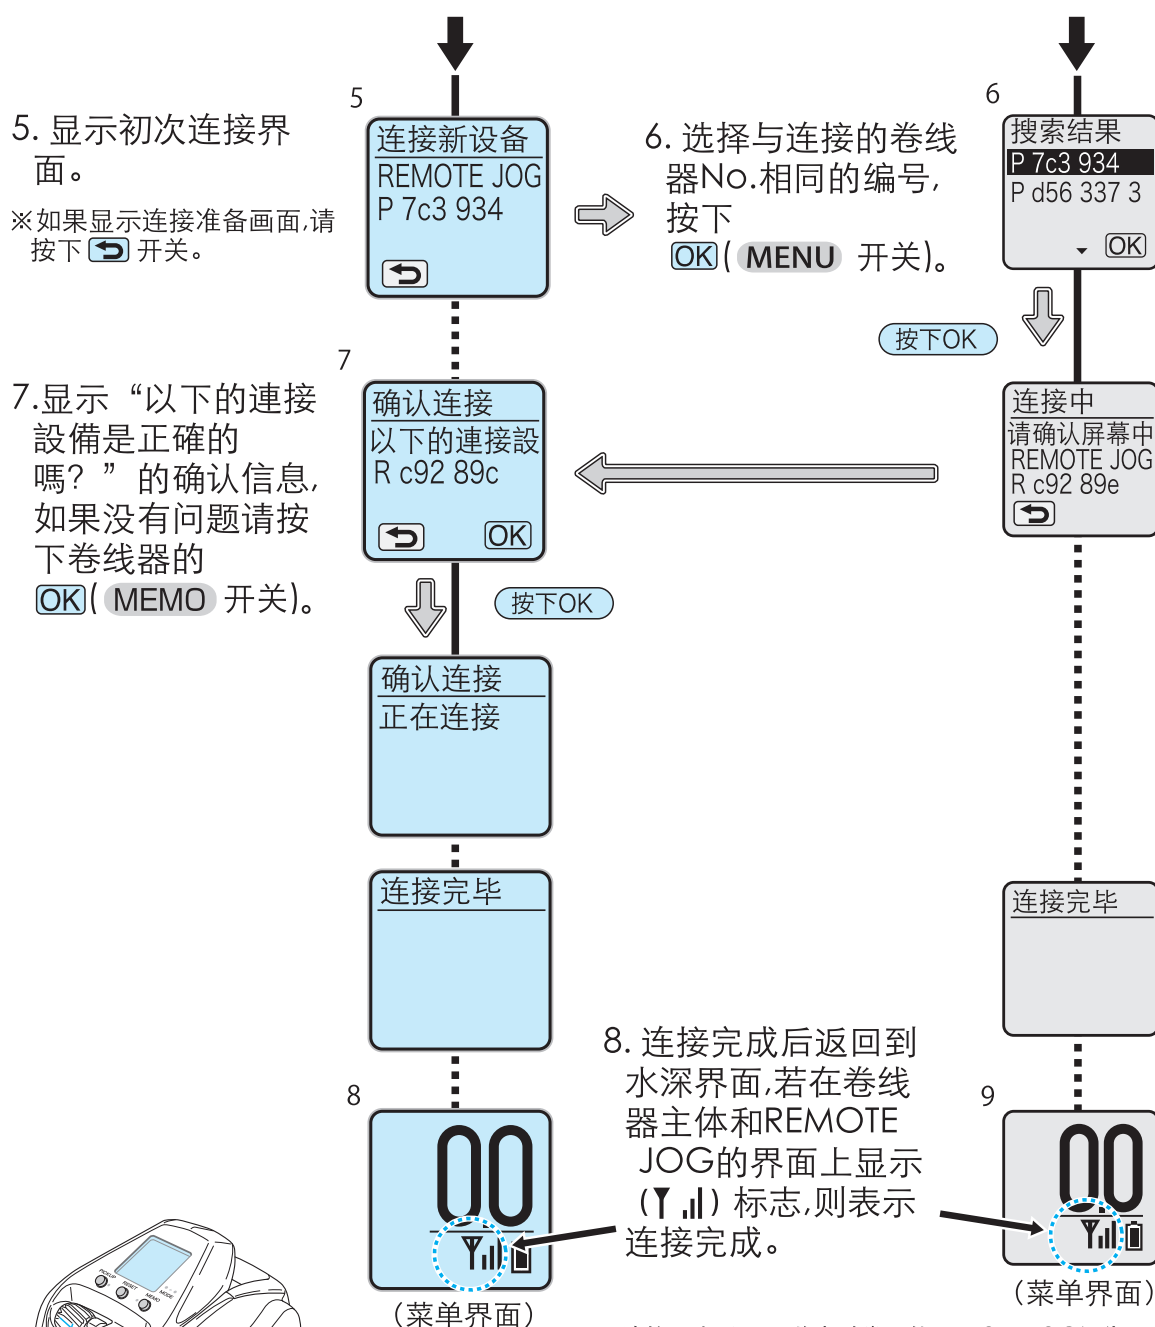 5
5. 显示初次连接界
面。
※如果显示连接准备画面,请
按下 开关。
连接新设备
REMOTE JOG
P 7c3 934
6. 选择与连接的卷线
器No.相同的编号,
按下
OK( MENU 开关)。
6
搜索结果
P 7c3 934
P d56 337 3
OK
按下OK
7
7.显示“以下的連接
設備是正確的
嗎？”的确认信息,
如果没有问题请按
下卷线器的
OK( MEMO 开关)。
确认连接
以下的連接設
R c92 89c
OK
连接中
请确认屏幕中
REMOTE JOG
R c92 89e
按下OK
确认连接
正在连接
连接完毕
连接完毕
8. 连接完成后返回到
水深界面,若在卷线
器主体和REMOTE
JOG的界面上显示
( ) 标志,则表示
连接完成。
8
0.0
(菜单界面)
9
0.0
(菜单界面)
PICKUP
RESET
MEMO
MODE